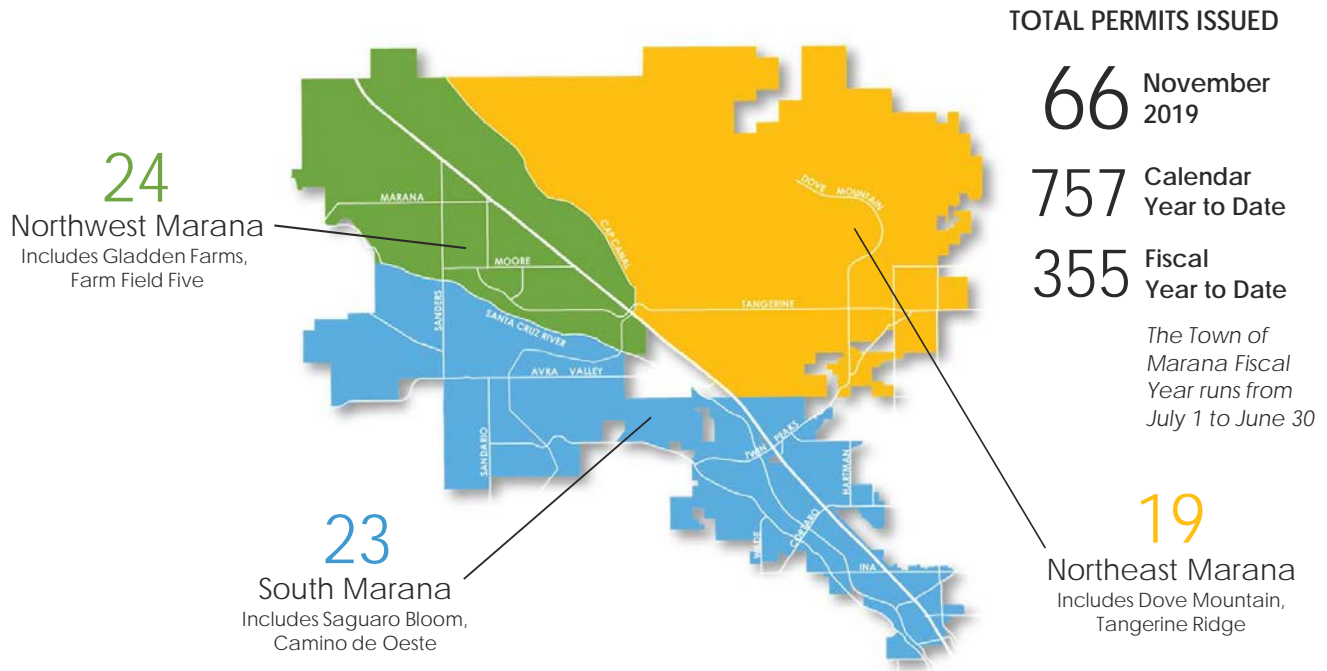 TOTAL PERMITS ISSUED
66
November
2019
757
Calendar
Year to Date
355
Fiscal
Year to Date
The Town of
Marana Fiscal
Year runs from
July 1 to June 30
24
Northwest Marana
Includes Gladden Farms,
Farm Field Five
23
South Marana
Includes Saguaro Bloom,
Camino de Oeste
19
Northeast Marana
Includes Dove Mountain,
Tangerine Ridge
DOVE MOUNTAIN
MARANA
CAP CANAL
MOORE
SANDERS
TANGERINE
SANTA CRUZ RIVER
AVRA VALLEY
SANDARIO
TWIN PEAKS
HARTMAN
CORTARO
WADE
INA